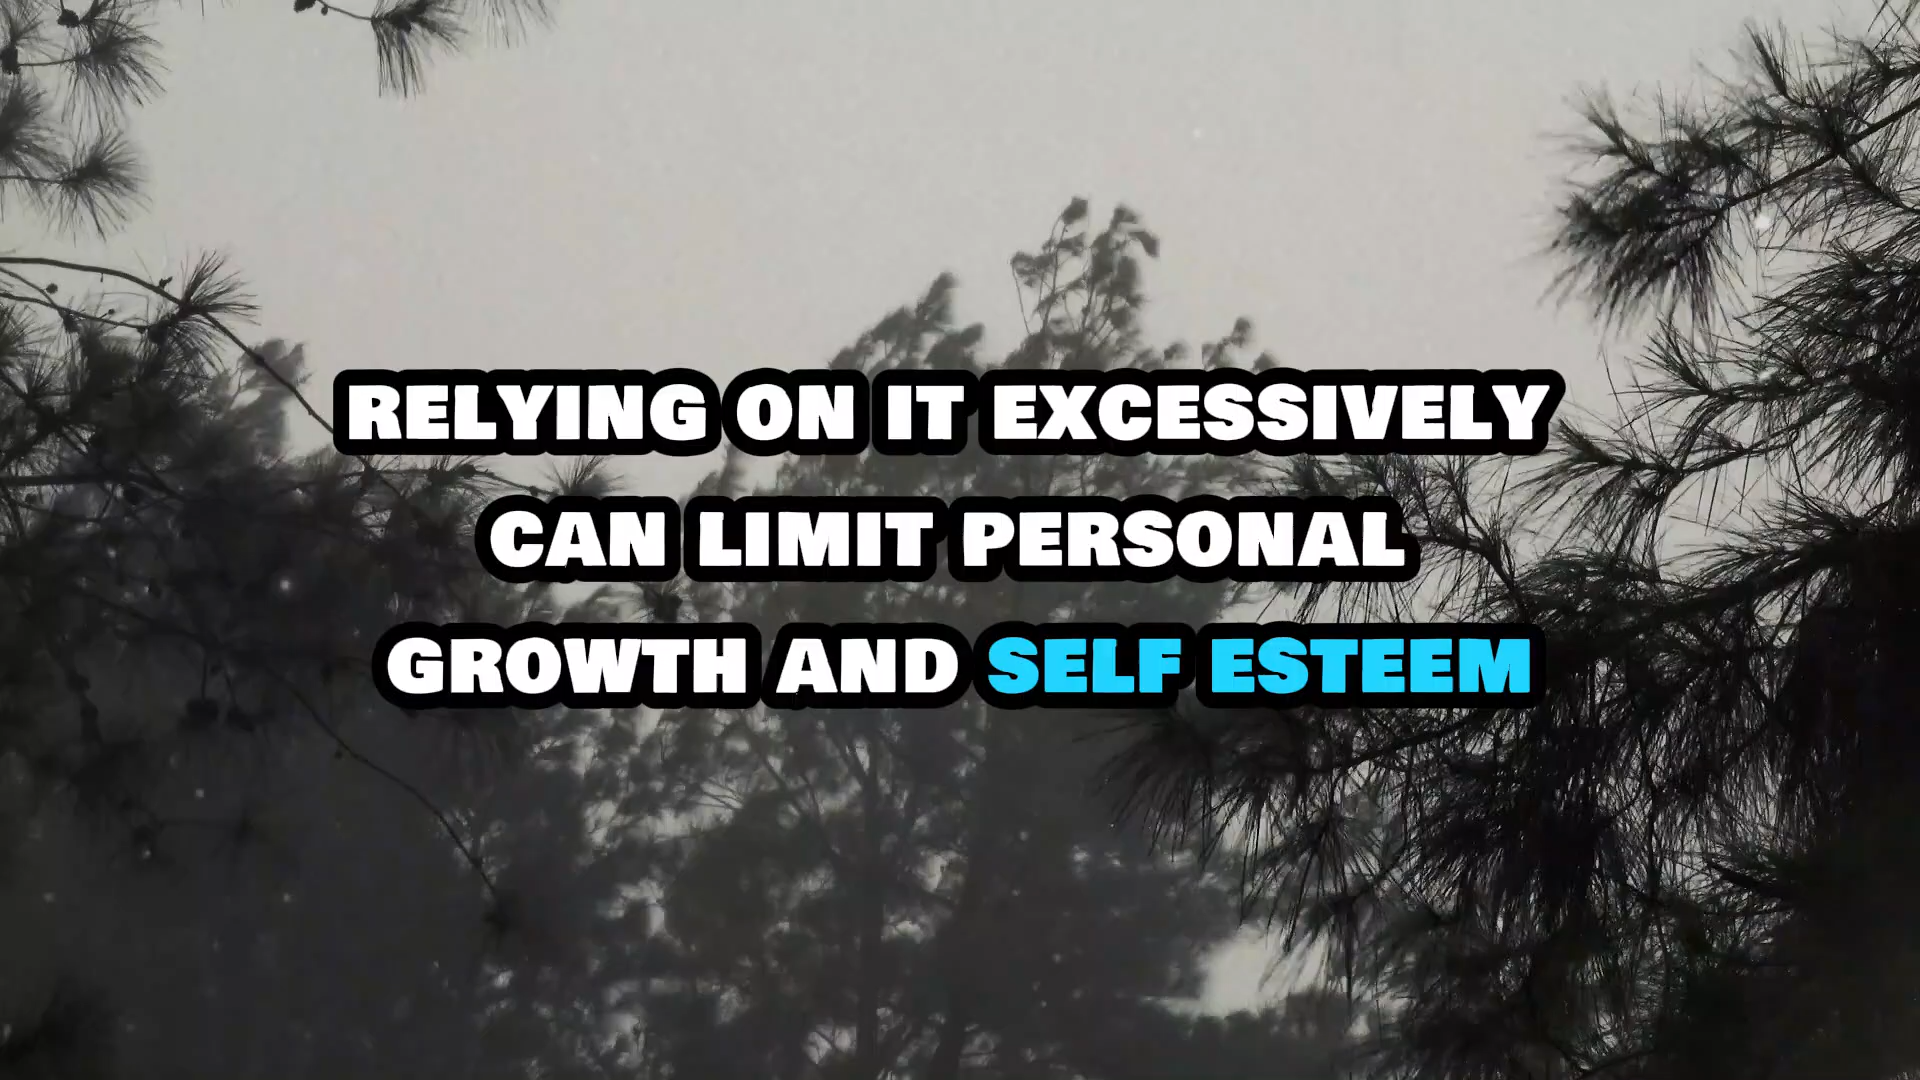 RELYING ON IT EXCESSIVELY
CAN LIMIT PERSONAL
GROWTH AND SELF ESTEEM